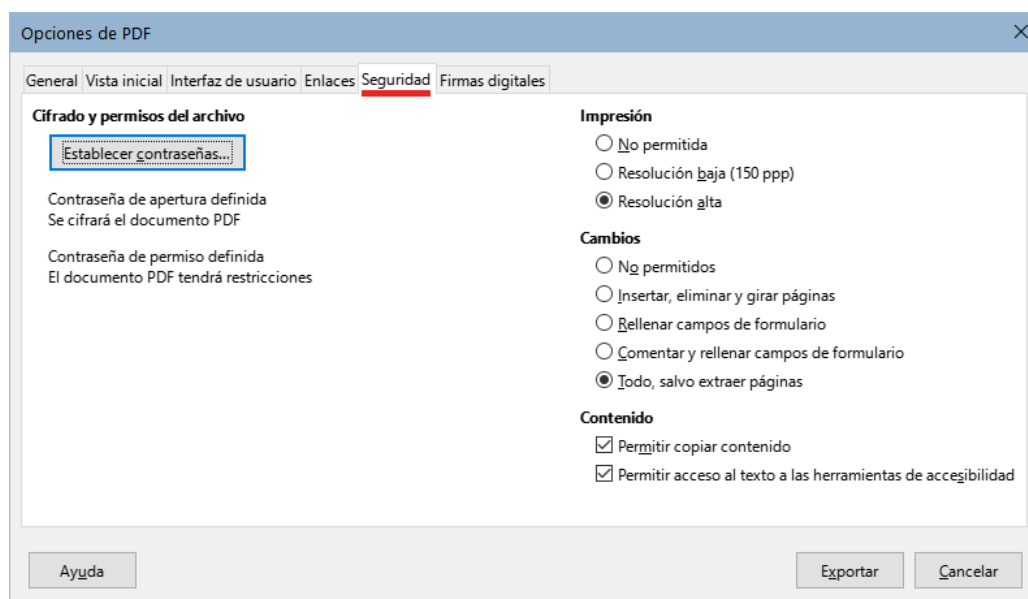 Opciones de PDF
General Vista inicial Interfaz de usuario Enlaces Seguridad Firmas digitales
Cifrado y permisos del archivo
Establecer contraseñas...
Contraseña de apertura definida
Se cifrará el documento PDF
Contraseña de permiso definida
El documento PDF tendrá restricciones
Impresión
No permitida
Resolución baja (150 ppp)
Resolución alta
Cambios
No permitidos
Insertar, eliminar y girar páginas
Rellenar campos de formulario
Comentar y rellenar campos de formulario
Todo, salvo extraer páginas
Contenido
Permitir copiar contenido
Permitir acceso al texto a las herramientas de accesibilidad
Ayuda
Exportar
Cancelar